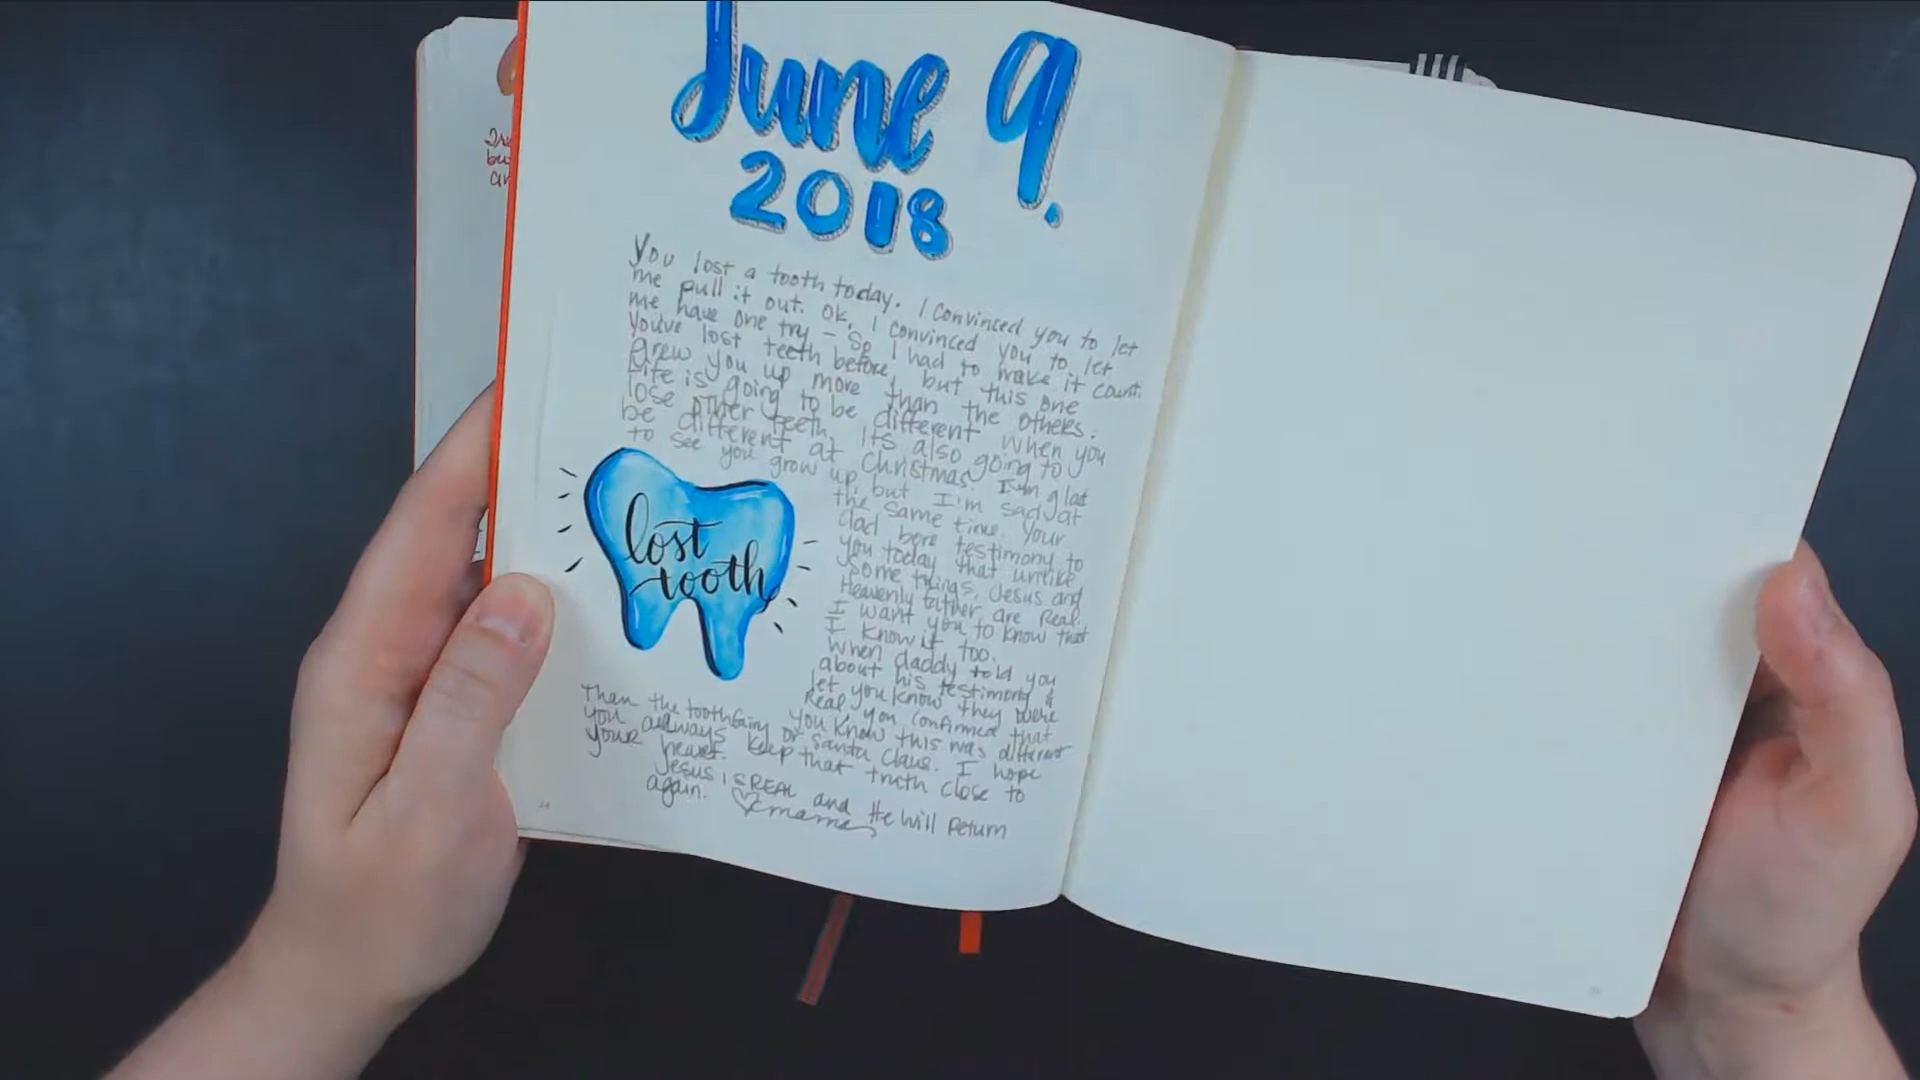 June 9.
2018
You lost a tooth today. I convinced you to let
me pull it out. Ok, I convinced you to let
me have one try - So I had to make it count.
You've lost teeth before, but this one
grew you up more than the others.
Life is going to be different when you
lose other teeth. Its also going to
be different at Christmas. I'm glad
to see you grow up, but I'm sad at
the same time. Your
dad bore testimony to
you today that unlike
some things, Jesus and
Heavenly father are Real.
I want you to know that
I know it too.
When daddy told you
about his testimony &
let you know they were
Real you confirmed that
you know this was different
Than the toothfairy or Santa Claus. I hope
you always keep that truth close to
your heart.
Jesus is REAL and He will Return
again. mama
lost
tooth
24